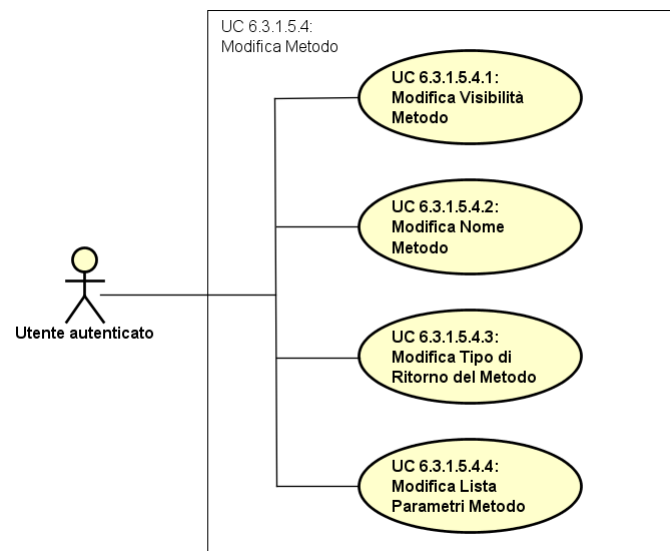 UC 6.3.1.5.4:
Modifica Metodo
UC 6.3.1.5.4.1:
Modifica Visibilità
Metodo
UC 6.3.1.5.4.2:
Modifica Nome
Metodo
Utente autenticato
UC 6.3.1.5.4.3:
Modifica Tipo di
Ritorno del Metodo
UC 6.3.1.5.4.4:
Modifica Lista
Parametri Metodo